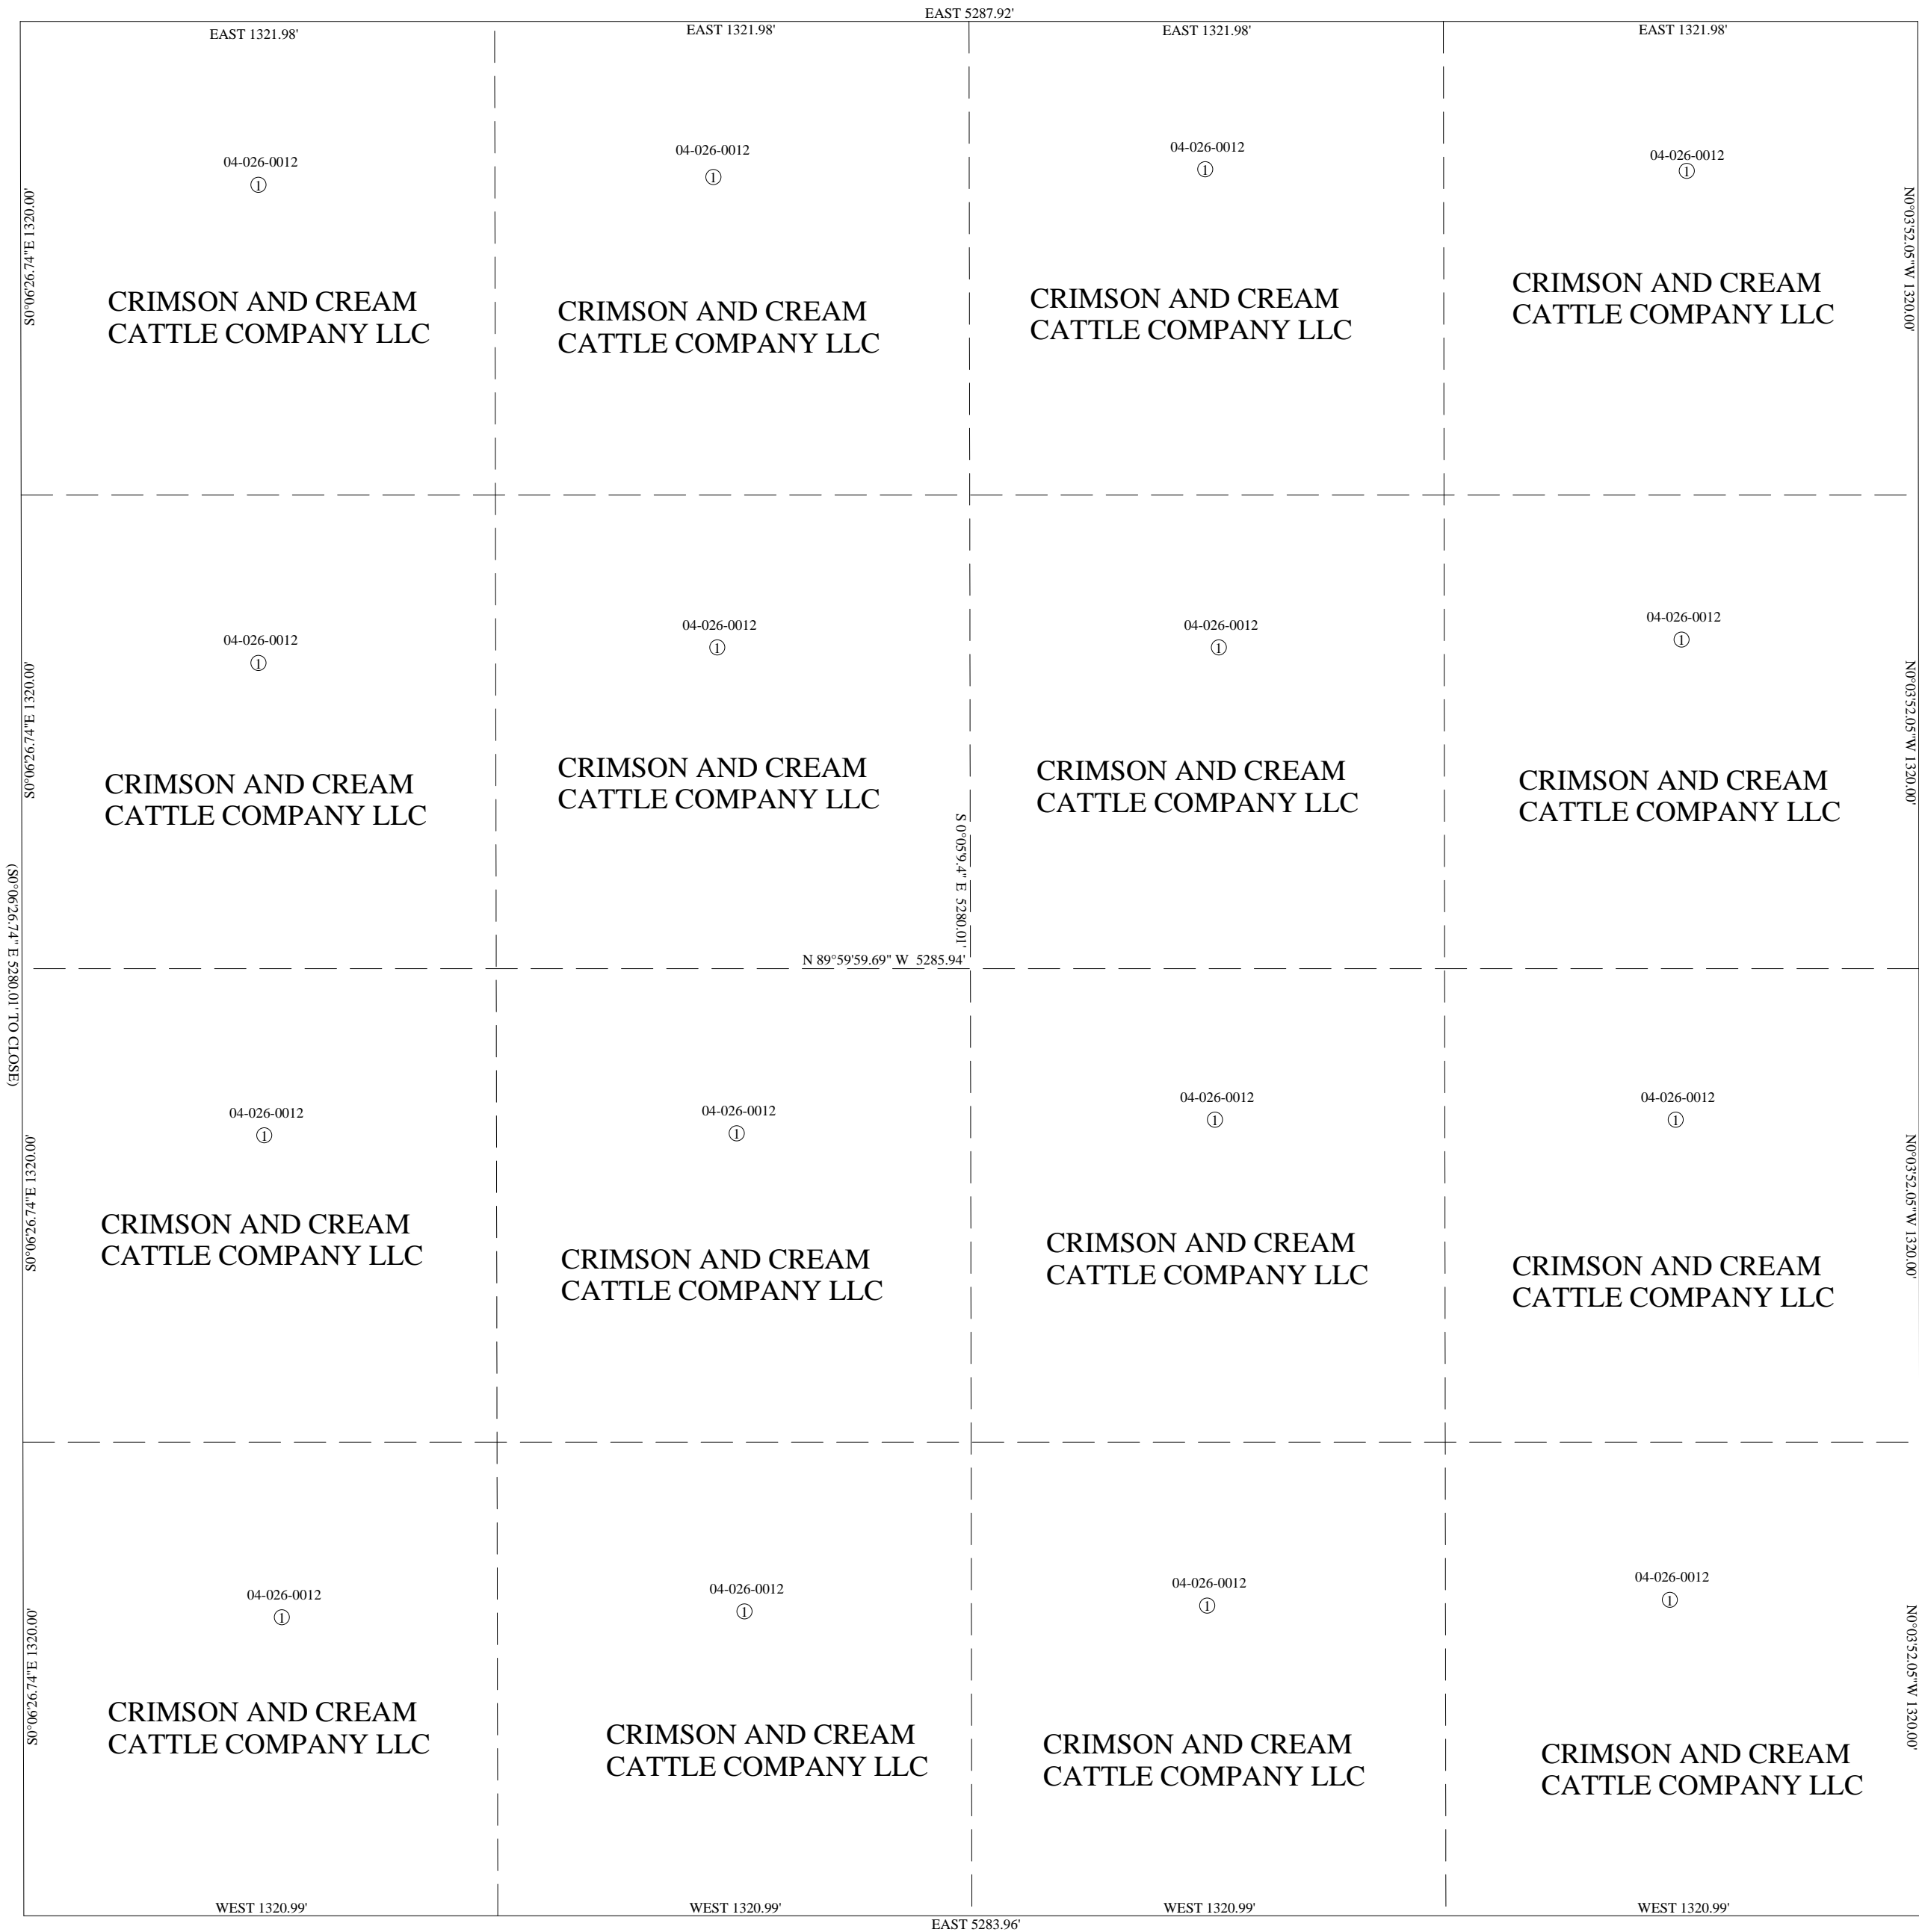 EAST 5287.92'
EAST 1321.98'
EAST 1321.98'
EAST 1321.98'
EAST 1321.98'
S0°06'26.74"E 1320.00'
04-026-0012
1
CRIMSON AND CREAM
CATTLE COMPANY LLC
04-026-0012
1
CRIMSON AND CREAM
CATTLE COMPANY LLC
04-026-0012
1
CRIMSON AND CREAM
CATTLE COMPANY LLC
04-026-0012
1
CRIMSON AND CREAM
CATTLE COMPANY LLC
N0°03'52.05"W 1320.00'
S0°06'26.74"E 1320.00'
04-026-0012
1
CRIMSON AND CREAM
CATTLE COMPANY LLC
04-026-0012
1
CRIMSON AND CREAM
CATTLE COMPANY LLC
04-026-0012
1
CRIMSON AND CREAM
CATTLE COMPANY LLC
04-026-0012
1
CRIMSON AND CREAM
CATTLE COMPANY LLC
N0°03'52.05"W 1320.00'
S 0°05'9.4" E 5280.01'
N 89°59'59.69" W 5285.94'
(S0°06'26.74" E 5280.01' TO CLOSE)
S0°06'26.74"E 1320.00'
04-026-0012
1
CRIMSON AND CREAM
CATTLE COMPANY LLC
04-026-0012
1
CRIMSON AND CREAM
CATTLE COMPANY LLC
04-026-0012
1
CRIMSON AND CREAM
CATTLE COMPANY LLC
04-026-0012
1
CRIMSON AND CREAM
CATTLE COMPANY LLC
N0°03'52.05"W 1320.00'
S0°06'26.74"E 1320.00'
04-026-0012
1
CRIMSON AND CREAM
CATTLE COMPANY LLC
04-026-0012
1
CRIMSON AND CREAM
CATTLE COMPANY LLC
04-026-0012
1
CRIMSON AND CREAM
CATTLE COMPANY LLC
04-026-0012
1
CRIMSON AND CREAM
CATTLE COMPANY LLC
N0°03'52.05"W 1320.00'
WEST 1320.99'
WEST 1320.99'
WEST 1320.99'
WEST 1320.99'
EAST 5283.96'